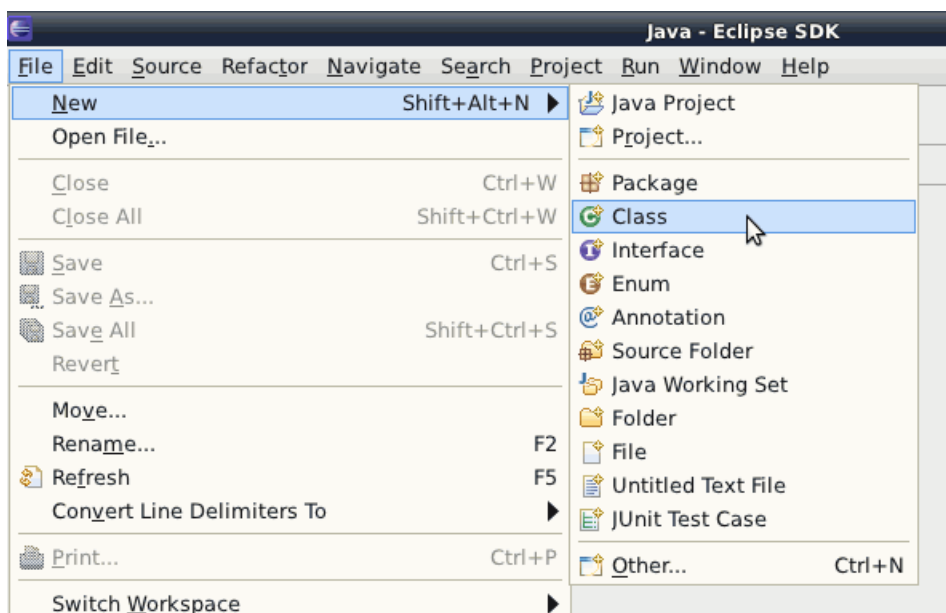 Java - Eclipse SDK
File Edit Source Refactor Navigate Search Project Run Window Help
New Shift+Alt+N
Open File...
Close Ctrl+W
Close All Shift+Ctrl+W
Save Ctrl+S
Save As...
Save All Shift+Ctrl+S
Revert
Move...
Rename... F2
Refresh F5
Convert Line Delimiters To
Print... Ctrl+P
Switch Workspace
Java Project
Project...
Package
Class
Interface
Enum
Annotation
Source Folder
Java Working Set
Folder
File
Untitled Text File
JUnit Test Case
Other... Ctrl+N